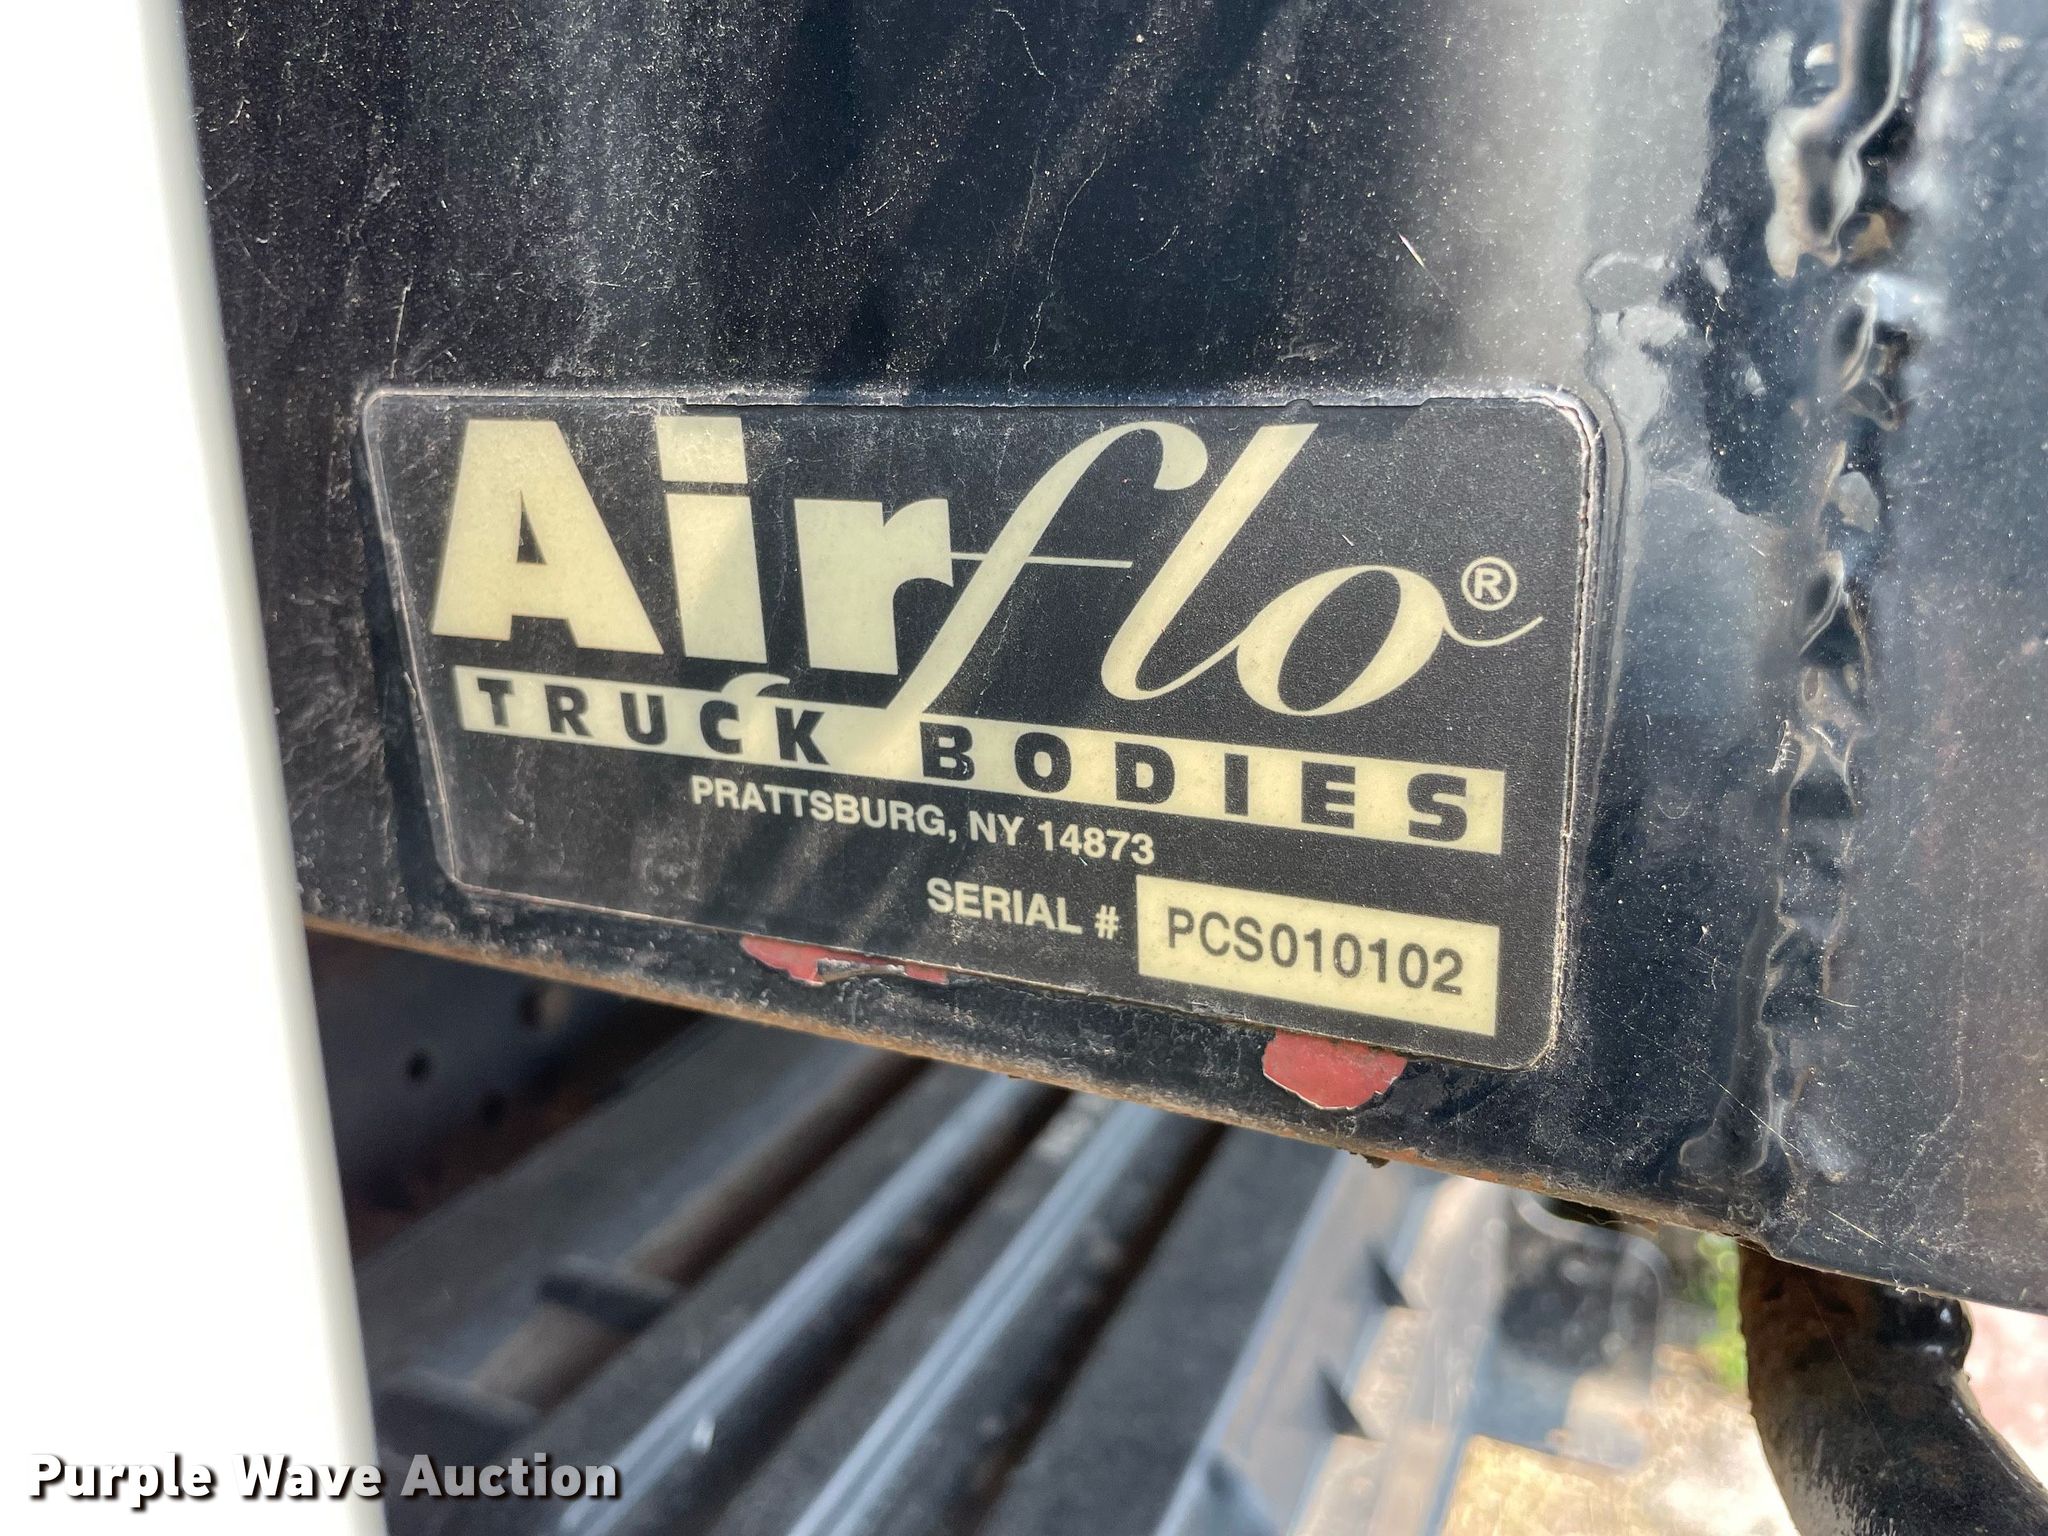 Airflo®
TRUCK BODIES
PRATTSBURG, NY 14873
SERIAL # PCS010102
Purple Wave Auction